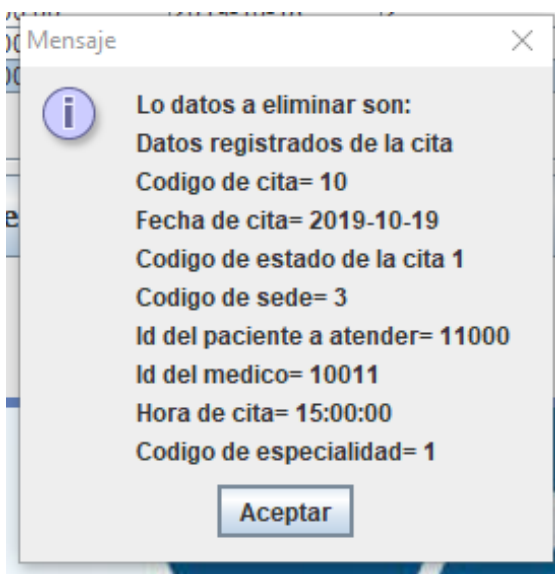 Mensaje
Lo datos a eliminar son:
Datos registrados de la cita
Codigo de cita= 10
Fecha de cita= 2019-10-19
Codigo de estado de la cita 1
Codigo de sede= 3
Id del paciente a atender= 11000
Id del medico= 10011
Hora de cita= 15:00:00
Codigo de especialidad= 1
Aceptar